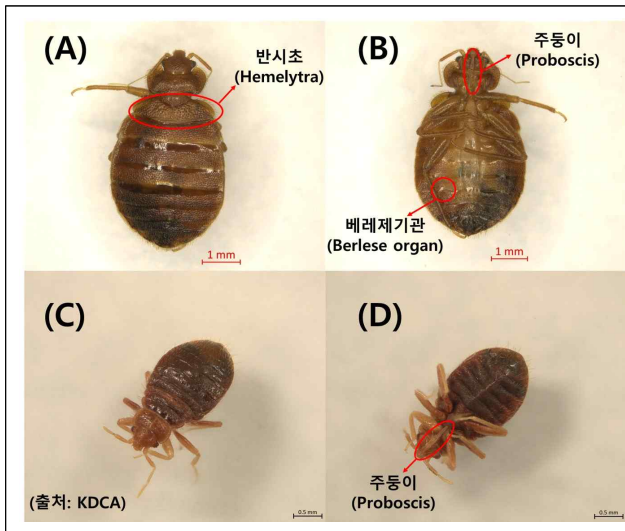 (A)
반시초
(Hemelytra)
1 mm
(B)
주둥이
(Proboscis)
베레제기관
(Berlese organ)
1 mm
(C)
(출처: KDCA)
0.5 mm
(D)
주둥이
(Proboscis)
0.5 mm